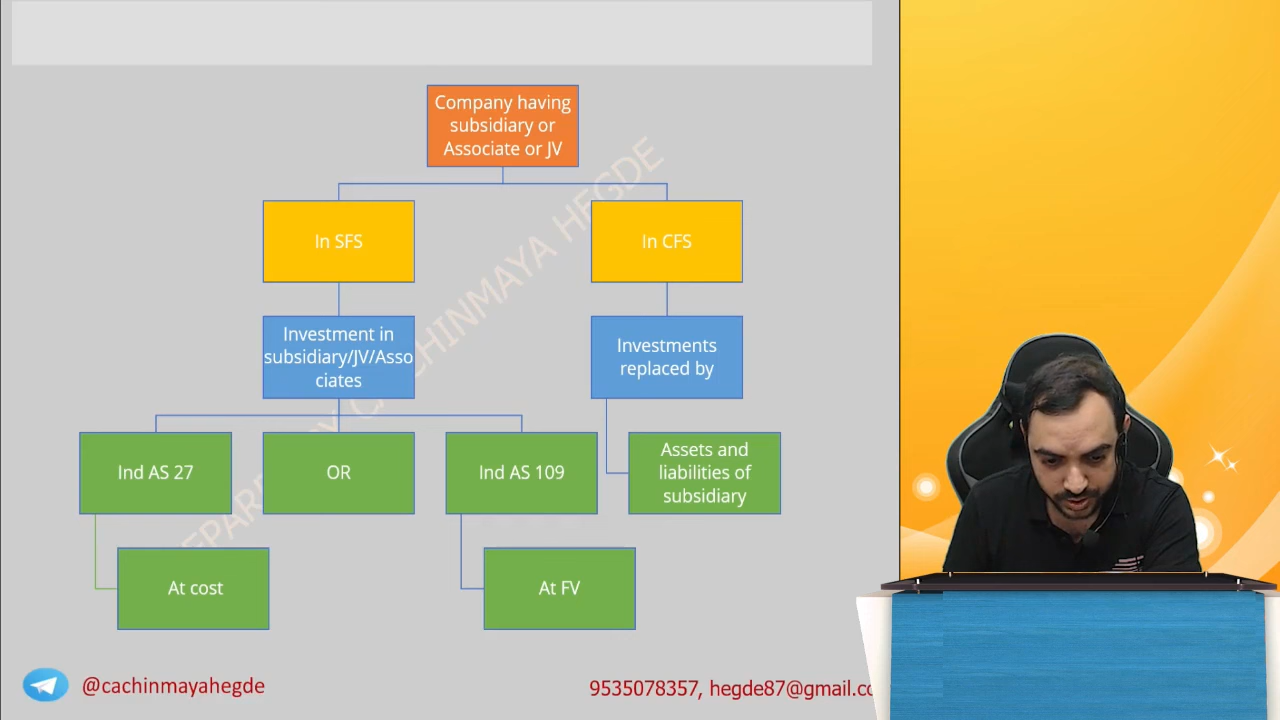 Company having
subsidiary or
Associate or JV
In SFS
In CFS
Investment in
subsidiary/JV/Asso
ciates
Investments
replaced by
Ind AS 27
OR
Ind AS 109
Assets and
liabilities of
subsidiary
At cost
At FV
@cachinmayahegde
9535078357, hegde87@gmail.co